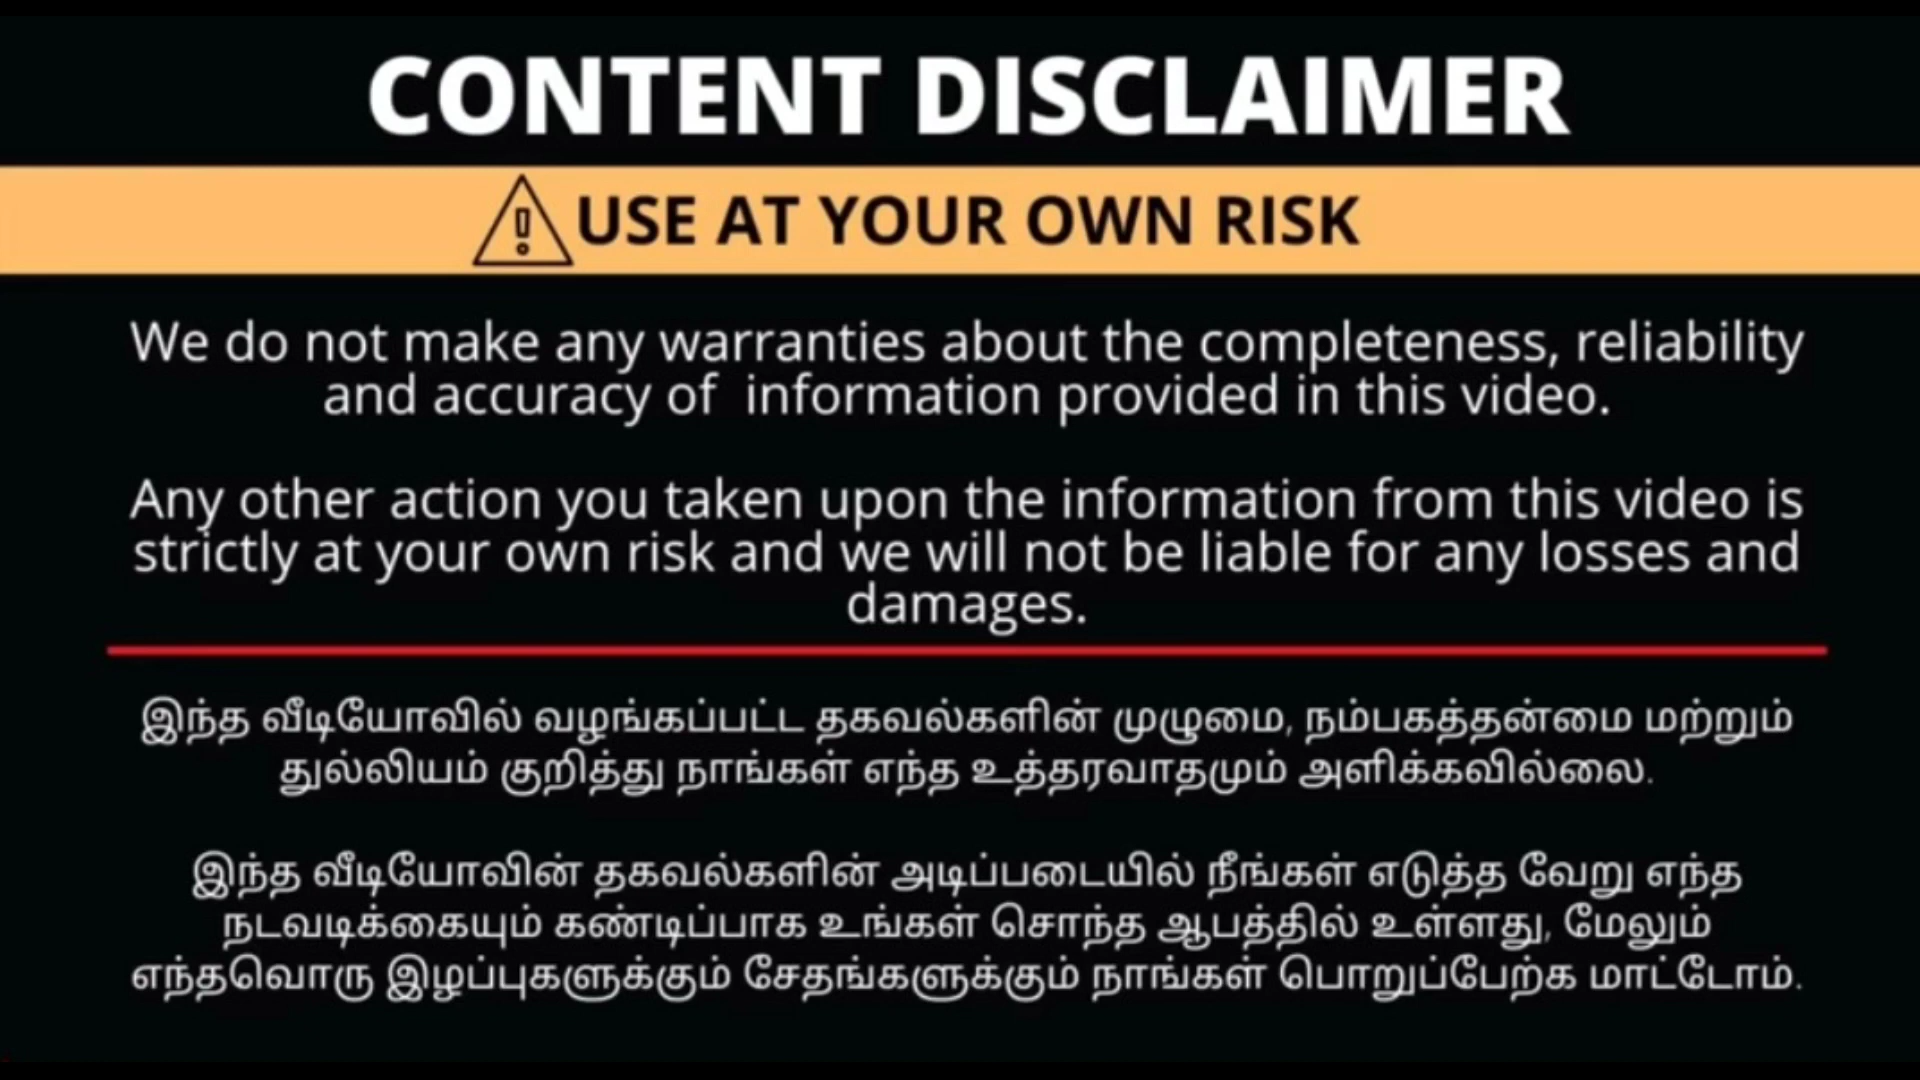 CONTENT DISCLAIMER
USE AT YOUR OWN RISK
We do not make any warranties about the completeness, reliability
and accuracy of  information provided in this video.
Any other action you taken upon the information from this video is
strictly at your own risk and we will not be liable for any losses and
damages.
இந்த வீடியோவில் வழங்கப்பட்ட தகவல்களின் முழுமை, நம்பகத்தன்மை மற்றும்
துல்லியம் குறித்து நாங்கள் எந்த உத்தரவாதமும் அளிக்கவில்லை.
இந்த வீடியோவின் தகவல்களின் அடிப்படையில் நீங்கள் எடுத்த வேறு எந்த
நடவடிக்கையும் கண்டிப்பாக உங்கள் சொந்த ஆபத்தில் உள்ளது, மேலும்
எந்தவொரு இழப்புகளுக்கும் சேதங்களுக்கும் நாங்கள் பொறுப்பேற்க மாட்டோம்.